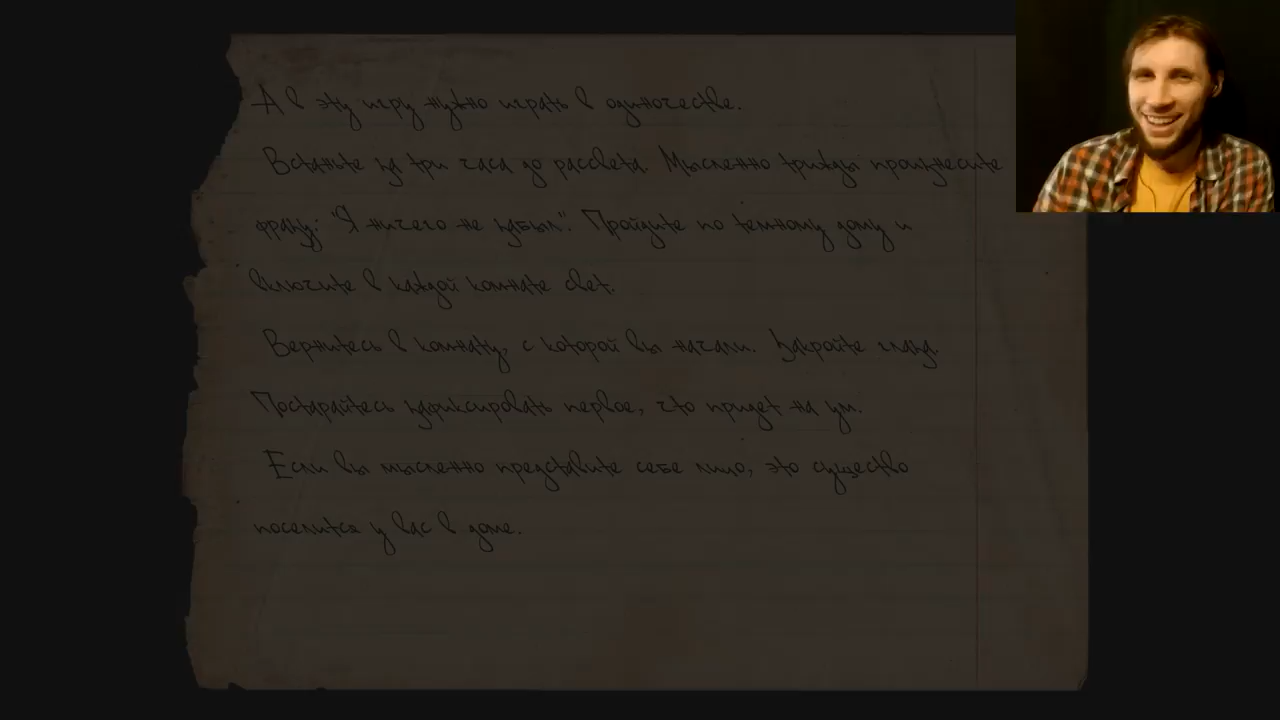 А в эту игру нужно играть в одиночестве.
Встаньте за три часа до рассвета. Мысленно трижды произнесите
фразу: "Я ничего не забыл". Пройдите по темному дому и
включите в каждой комнате свет.
Вернитесь в комнату, с которой вы начали. Закройте глаза.
Постарайтесь зафиксировать первое, что придет на ум.
Если вы мысленно представите себе лицо, это существо
поселится у вас в доме.